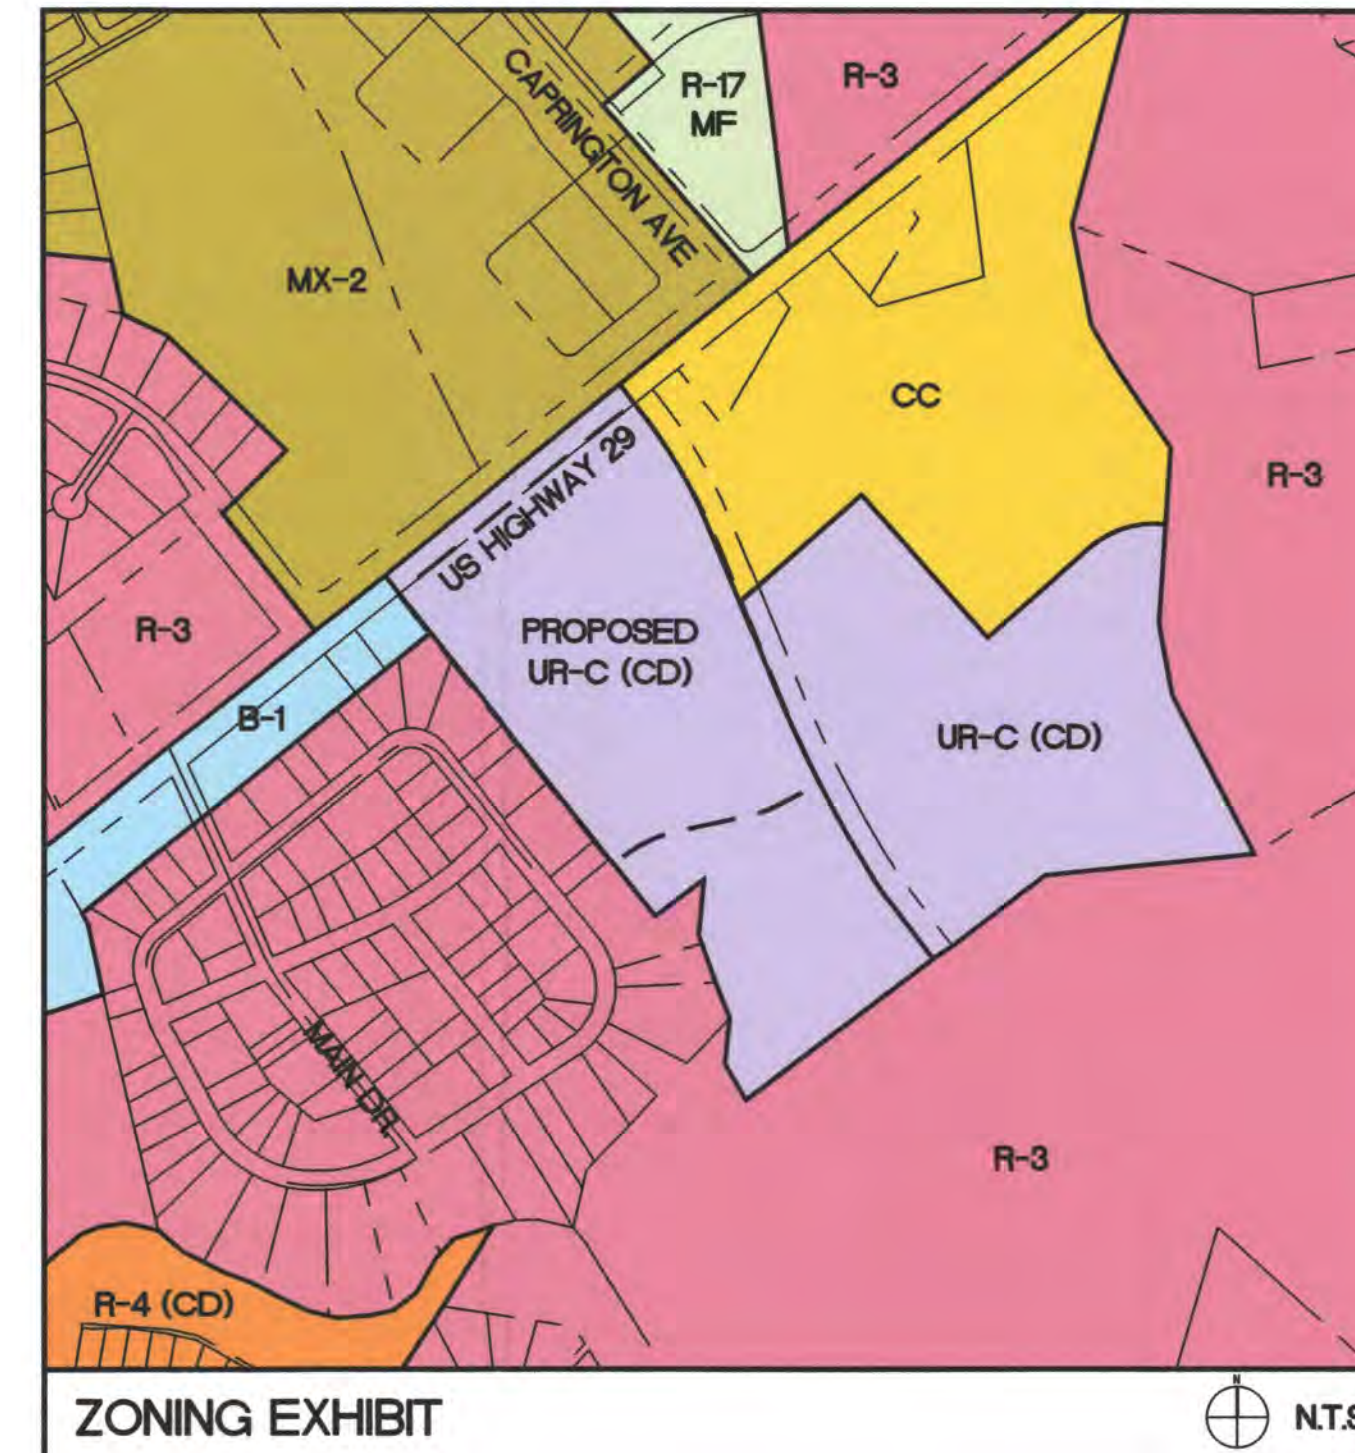 CAPRINGTON AVE
R-17
MF
R-3
MX-2
CC
R-3
US HIGHWAY 29
PROPOSED
UR-C (CD)
R-3
B-1
UR-C (CD)
MAIN DR.
R-3
R-4 (CD)
ZONING EXHIBIT
N
N.T.S